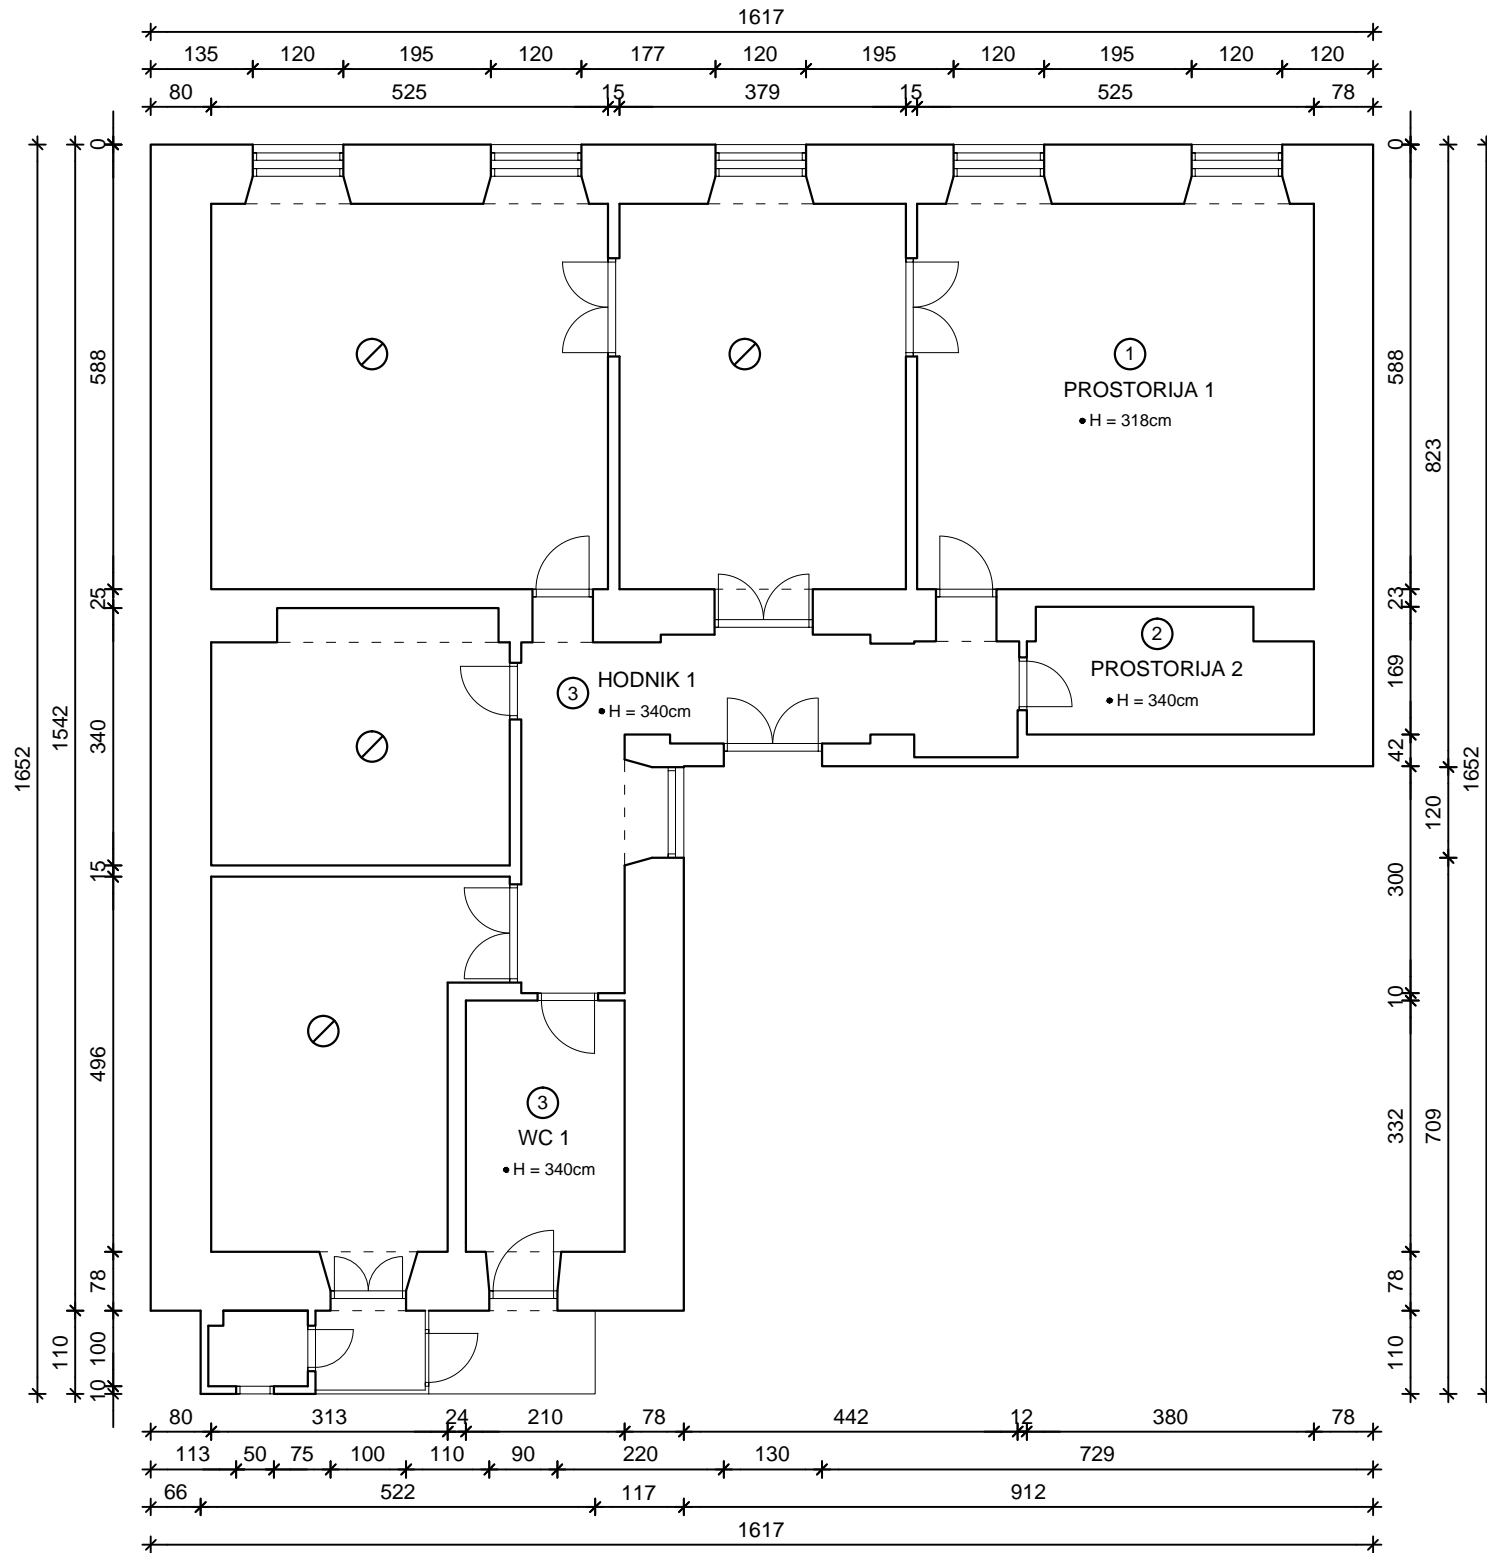 1617
135 120 195 120 177 120 195 120 195 120 120
80 525 15 379 15 525 78
1652
1542
110
0
588
25
340
15
496
78
100
10
1
PROSTORIJA 1
H = 318cm
2
PROSTORIJA 2
H = 340cm
3
HODNIK 1
H = 340cm
3
WC 1
H = 340cm
0
588
23
169
42
300
10
332
78
110
823
120
709
1652
80 313 24 210 78 442 12 380 78
113 50 75 100 110 90 220 130 729
66 522 117 912
1617